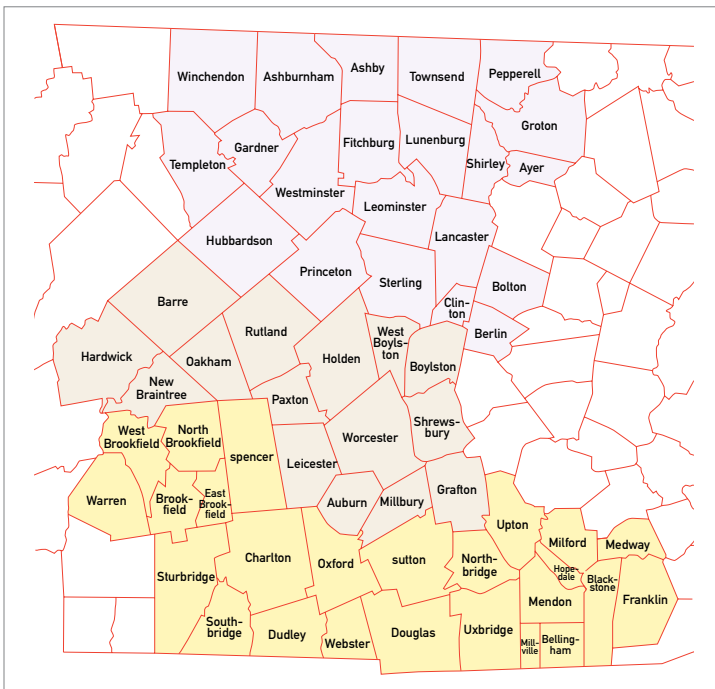 Winchendon
Ashburnham
Ashby
Townsend
Pepperell
Groton
Templeton
Gardner
Westminster
Fitchburg
Lunenburg
Shirley
Ayer
Leominster
Lancaster
Hubbardson
Princeton
Sterling
Clin-
ton
Bolton
Berlin
Barre
Rutland
Holden
West
Boyls-
ton
Boylston
Hardwick
Oakham
New
Braintree
Paxton
Worcester
Shrews-
bury
West
Brookfield
North
Brookfield
spencer
Leicester
Auburn
Millbury
Grafton
Warren
Brook-
field
East
Brook-
field
Upton
Milford
Medway
Sturbridge
Charlton
Oxford
sutton
North-
bridge
Hope-
dale
Black-
stone
Franklin
Mendon
South-
bridge
Dudley
Webster
Douglas
Uxbridge
Mill-
ville
Belling-
ham